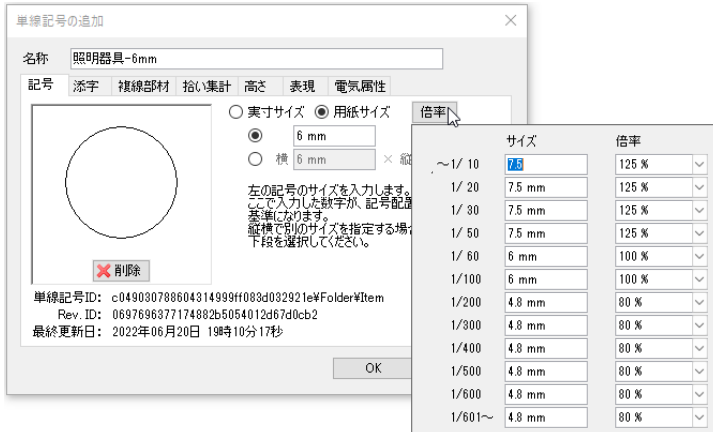 単線記号の追加
名称 照明器具-6mm
記号 添字 複線部材 拾い集計 高さ 表現 電気属性
実寸サイズ 用紙サイズ 倍率
6 mm
横 6 mm × 縦
左の記号のサイズを入力します。
ここで入力した数字が、記号配置
基準になります。
縦横で別のサイズを指定する場合
下段を選択してください。
削除
単線記号ID: c049030788604314999ff083d032921e¥Folder¥Item
Rev. ID: 0697696377174882b5054012d67d0cb2
最終更新日: 2022年06月20日 19時10分17秒
OK
サイズ 倍率
～1/ 10 7.5 125 %
1/ 20 7.5 mm 125 %
1/ 30 7.5 mm 125 %
1/ 50 7.5 mm 125 %
1/ 60 6 mm 100 %
1/100 6 mm 100 %
1/200 4.8 mm 80 %
1/300 4.8 mm 80 %
1/400 4.8 mm 80 %
1/500 4.8 mm 80 %
1/600 4.8 mm 80 %
1/601～ 4.8 mm 80 %